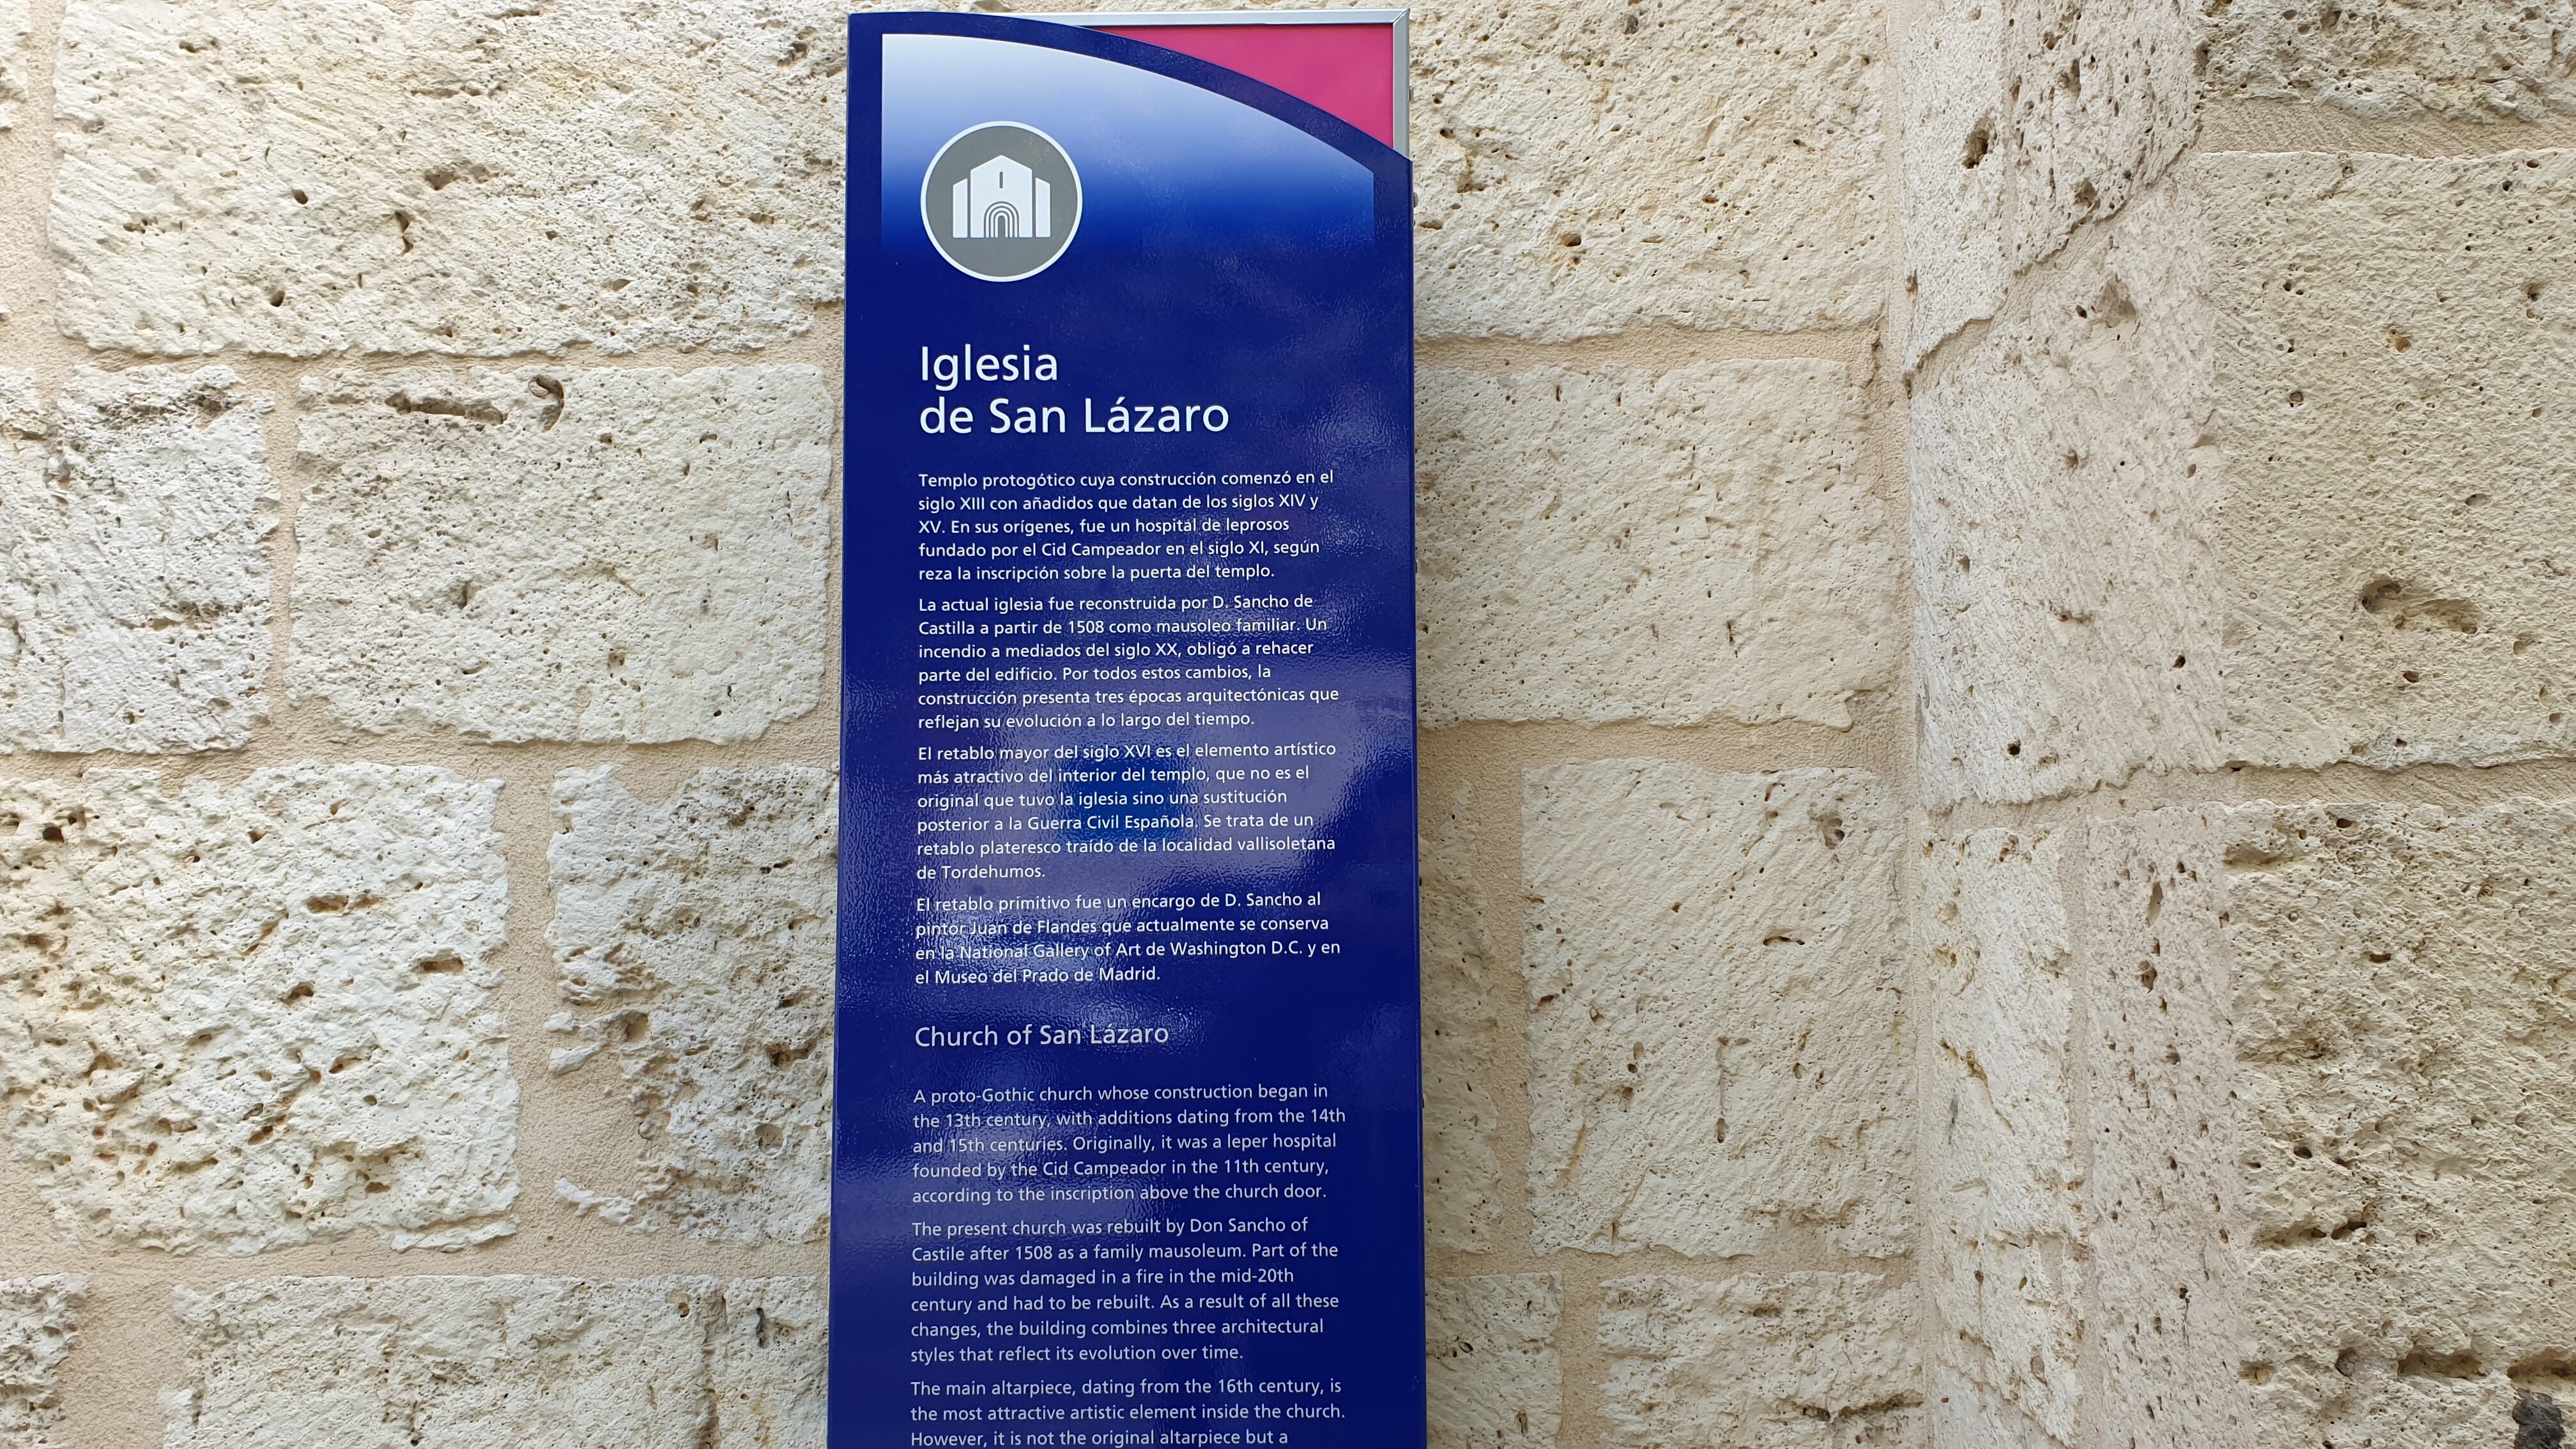 Iglesia
de San Lázaro
Templo protogótico cuya construcción comenzó en el
siglo XIII con añadidos que datan de los siglos XIV y
XV. En sus orígenes, fue un hospital de leprosos
fundado por el Cid Campeador en el siglo XI, según
reza la inscripción sobre la puerta del templo.
La actual iglesia fue reconstruida por D. Sancho de
Castilla a partir de 1508 como mausoleo familiar. Un
incendio a mediados del siglo XX, obligó a rehacer
parte del edificio. Por todos estos cambios, la
construcción presenta tres épocas arquitectónicas que
reflejan su evolución a lo largo del tiempo.
El retablo mayor del siglo XVI es el elemento artístico
más atractivo del interior del templo, que no es el
original que tuvo la iglesia sino una sustitución
posterior a la Guerra Civil Española. Se trata de un
retablo plateresco traído de la localidad vallisoletana
de Tordehumos.
El retablo primitivo fue un encargo de D. Sancho al
pintor Juan de Flandes que actualmente se conserva
en la National Gallery of Art de Washington D.C. y en
el Museo del Prado de Madrid.
Church of San Lázaro
A proto-Gothic church whose construction began in
the 13th century, with additions dating from the 14th
and 15th centuries. Originally, it was a leper hospital
founded by the Cid Campeador in the 11th century,
according to the inscription above the church door.
The present church was rebuilt by Don Sancho of
Castile after 1508 as a family mausoleum. Part of the
building was damaged in a fire in the mid-20th
century and had to be rebuilt. As a result of all these
changes, the building combines three architectural
styles that reflect its evolution over time.
The main altarpiece, dating from the 16th century, is
the most attractive artistic element inside the church.
However, it is not the original altarpiece but a